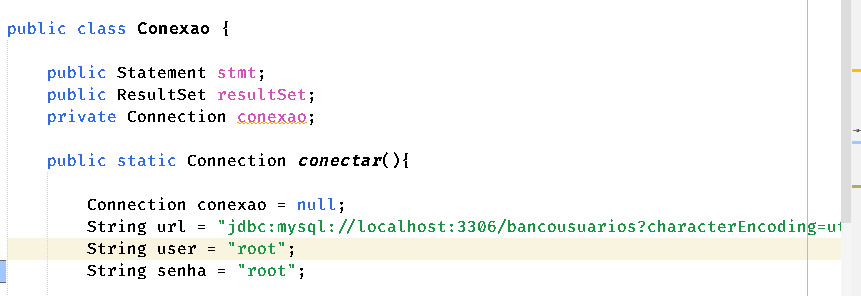 public class Conexao {
public Statement stmt;
public ResultSet resultSet;
private Connection conexao;
public static Connection conectar(){
Connection conexao = null;
String url = "jdbc:mysql://localhost:3306/bancousuarios?characterEncoding=ut
String user = "root";
String senha = "root";